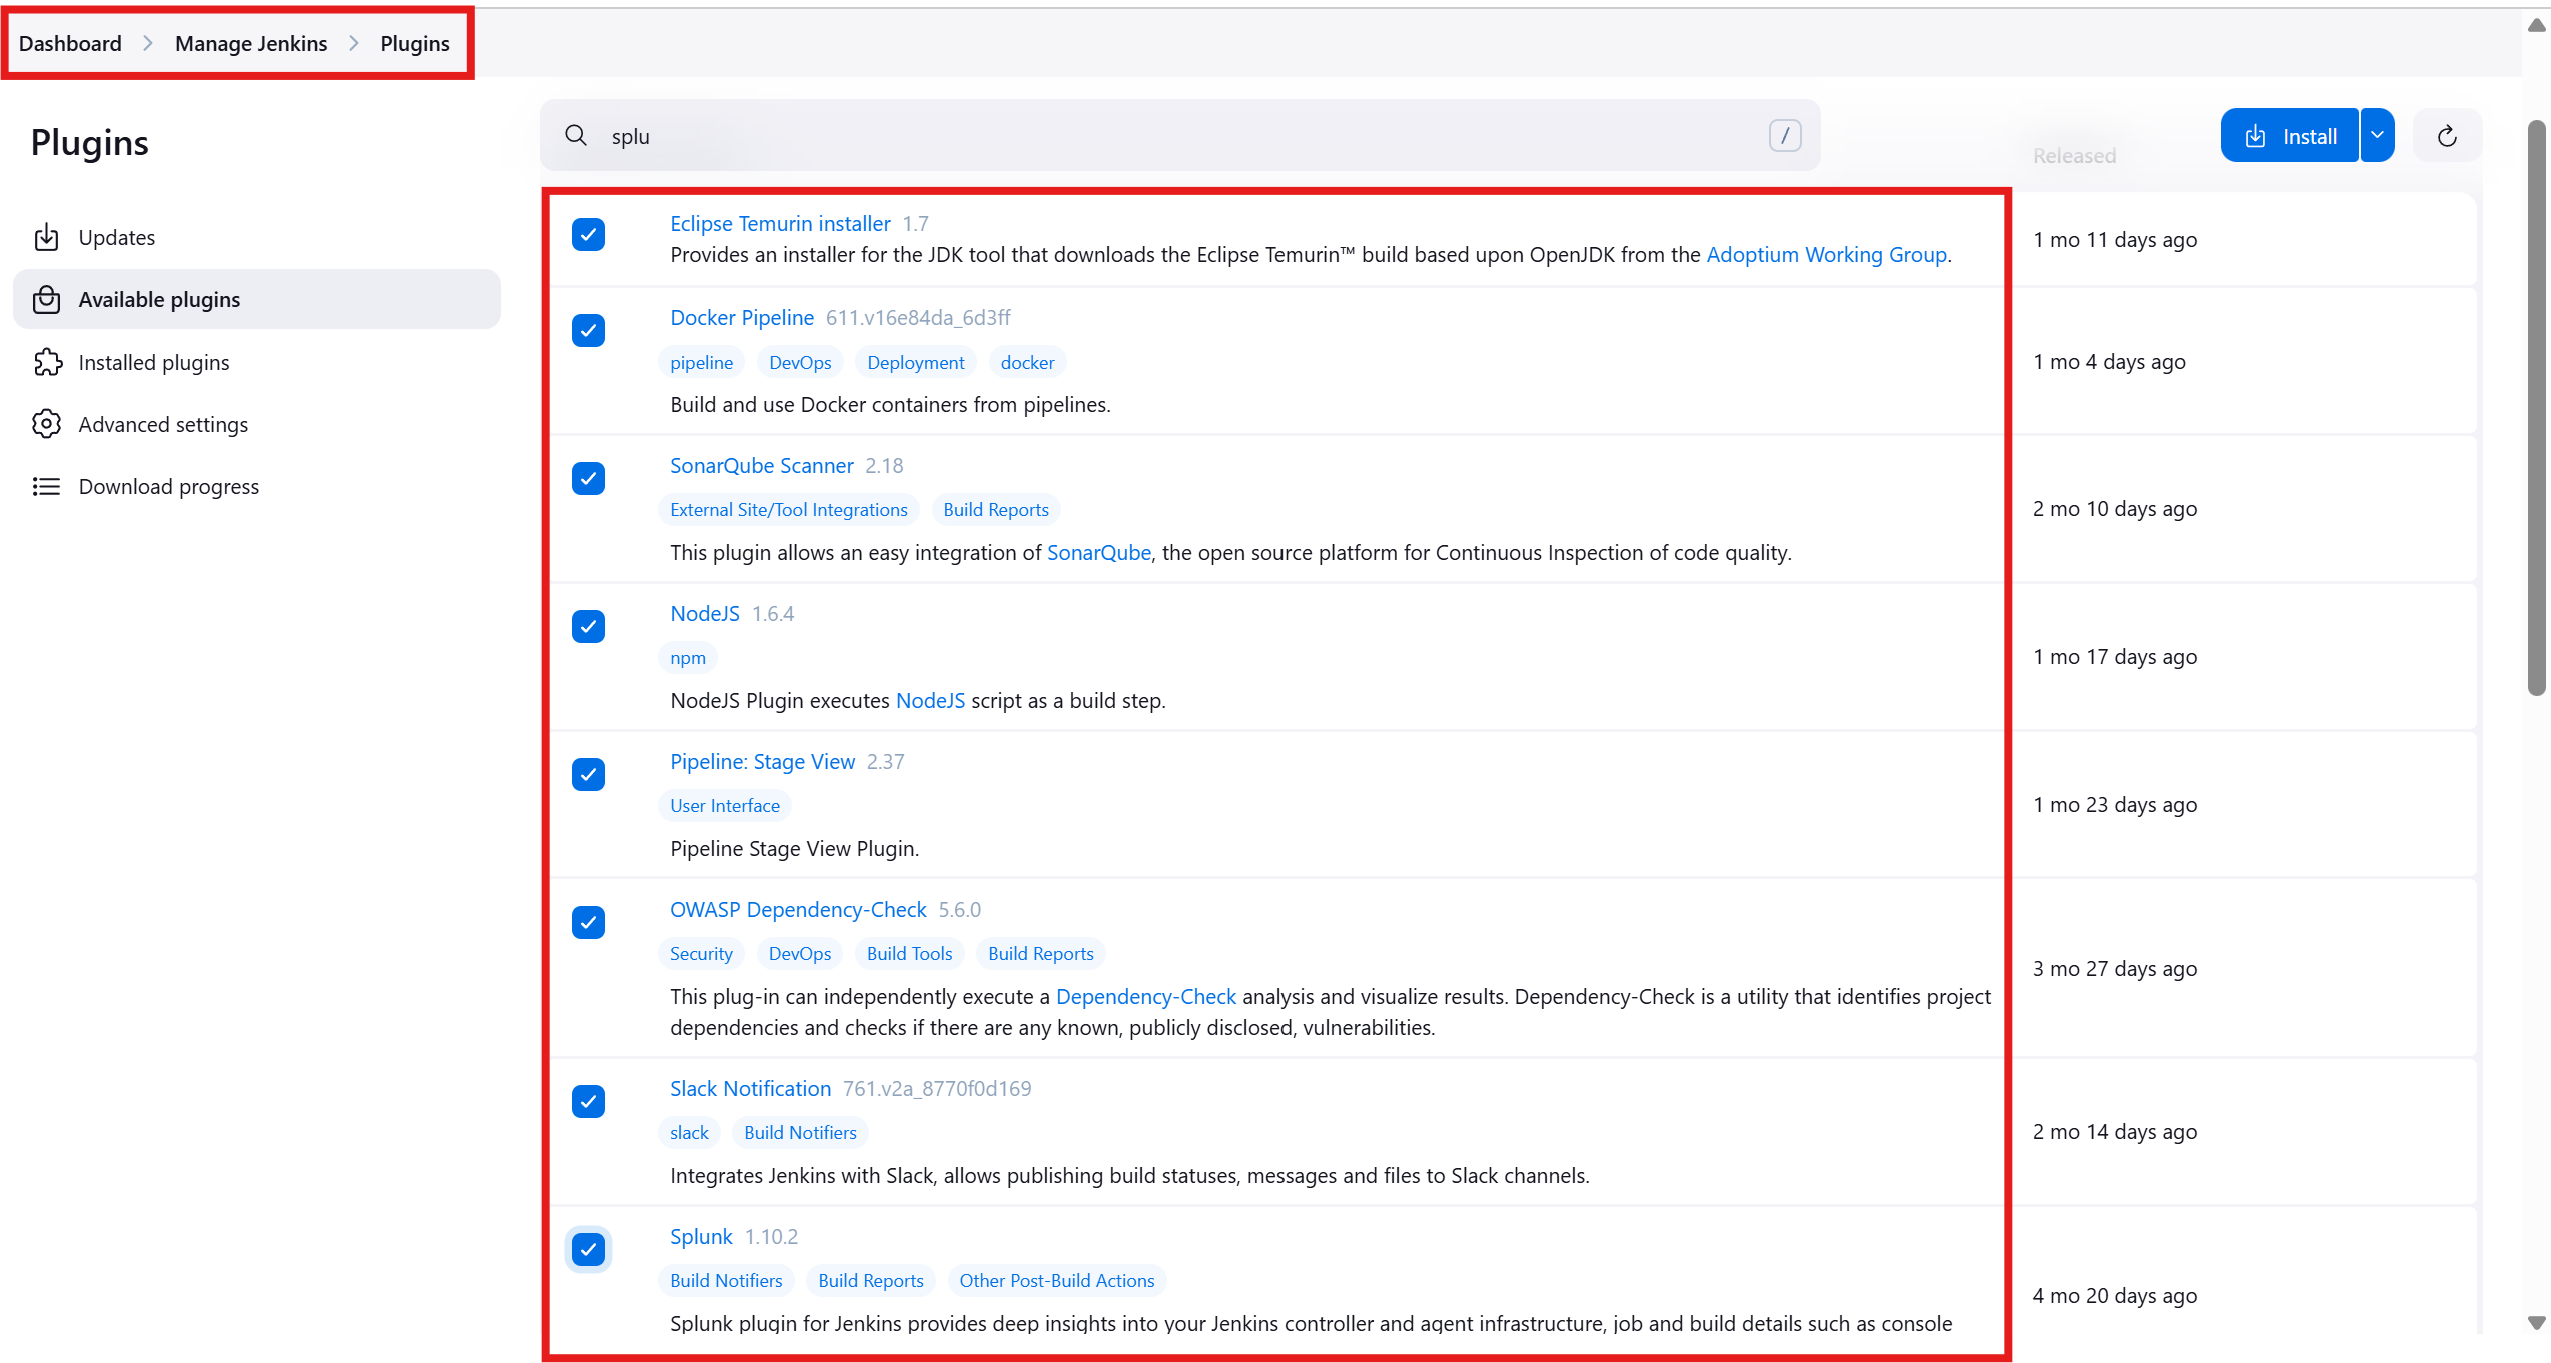 Dashboard > Manage Jenkins > Plugins
Plugins
Updates
Available plugins
Installed plugins
Advanced settings
Download progress
splu
/
Released
Install
Eclipse Temurin installer 1.7
Provides an installer for the JDK tool that downloads the Eclipse Temurin™ build based upon OpenJDK from the Adoptium Working Group.
1 mo 11 days ago
Docker Pipeline 611.v16e84da_6d3ff
pipeline DevOps Deployment docker
Build and use Docker containers from pipelines.
1 mo 4 days ago
SonarQube Scanner 2.18
External Site/Tool Integrations Build Reports
This plugin allows an easy integration of SonarQube, the open source platform for Continuous Inspection of code quality.
2 mo 10 days ago
NodeJS 1.6.4
npm
NodeJS Plugin executes NodeJS script as a build step.
1 mo 17 days ago
Pipeline: Stage View 2.37
User Interface
Pipeline Stage View Plugin.
1 mo 23 days ago
OWASP Dependency-Check 5.6.0
Security DevOps Build Tools Build Reports
This plug-in can independently execute a Dependency-Check analysis and visualize results. Dependency-Check is a utility that identifies project
dependencies and checks if there are any known, publicly disclosed, vulnerabilities.
3 mo 27 days ago
Slack Notification 761.v2a_8770f0d169
slack Build Notifiers
Integrates Jenkins with Slack, allows publishing build statuses, messages and files to Slack channels.
2 mo 14 days ago
Splunk 1.10.2
Build Notifiers Build Reports Other Post-Build Actions
Splunk plugin for Jenkins provides deep insights into your Jenkins controller and agent infrastructure, job and build details such as console
4 mo 20 days ago